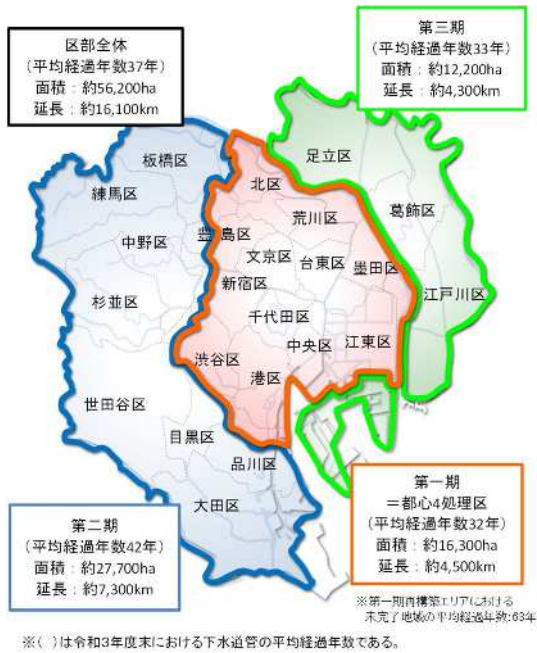 区部全体
(平均経過年数37年)
面積：約56,200ha
延長：約16,100km
第三期
(平均経過年数33年)
面積：約12,200ha
延長：約4,300km
板橋区
足立区
北区
練馬区
荒川区
葛飾区
豊島区
中野区
文京区
台東区
墨田区
新宿区
江戸川区
杉並区
千代田区
中央区
江東区
渋谷区
港区
世田谷区
目黒区
品川区
大田区
第一期
＝都心4処理区
(平均経過年数32年)
面積：約16,300ha
延長：約4,500km
第二期
(平均経過年数42年)
面積：約27,700ha
延長：約7,300km
※第一期再構築エリアにおける
未完了地域の平均経過年数:63年
※( )は令和3年度末における下水道管の平均経過年数である。